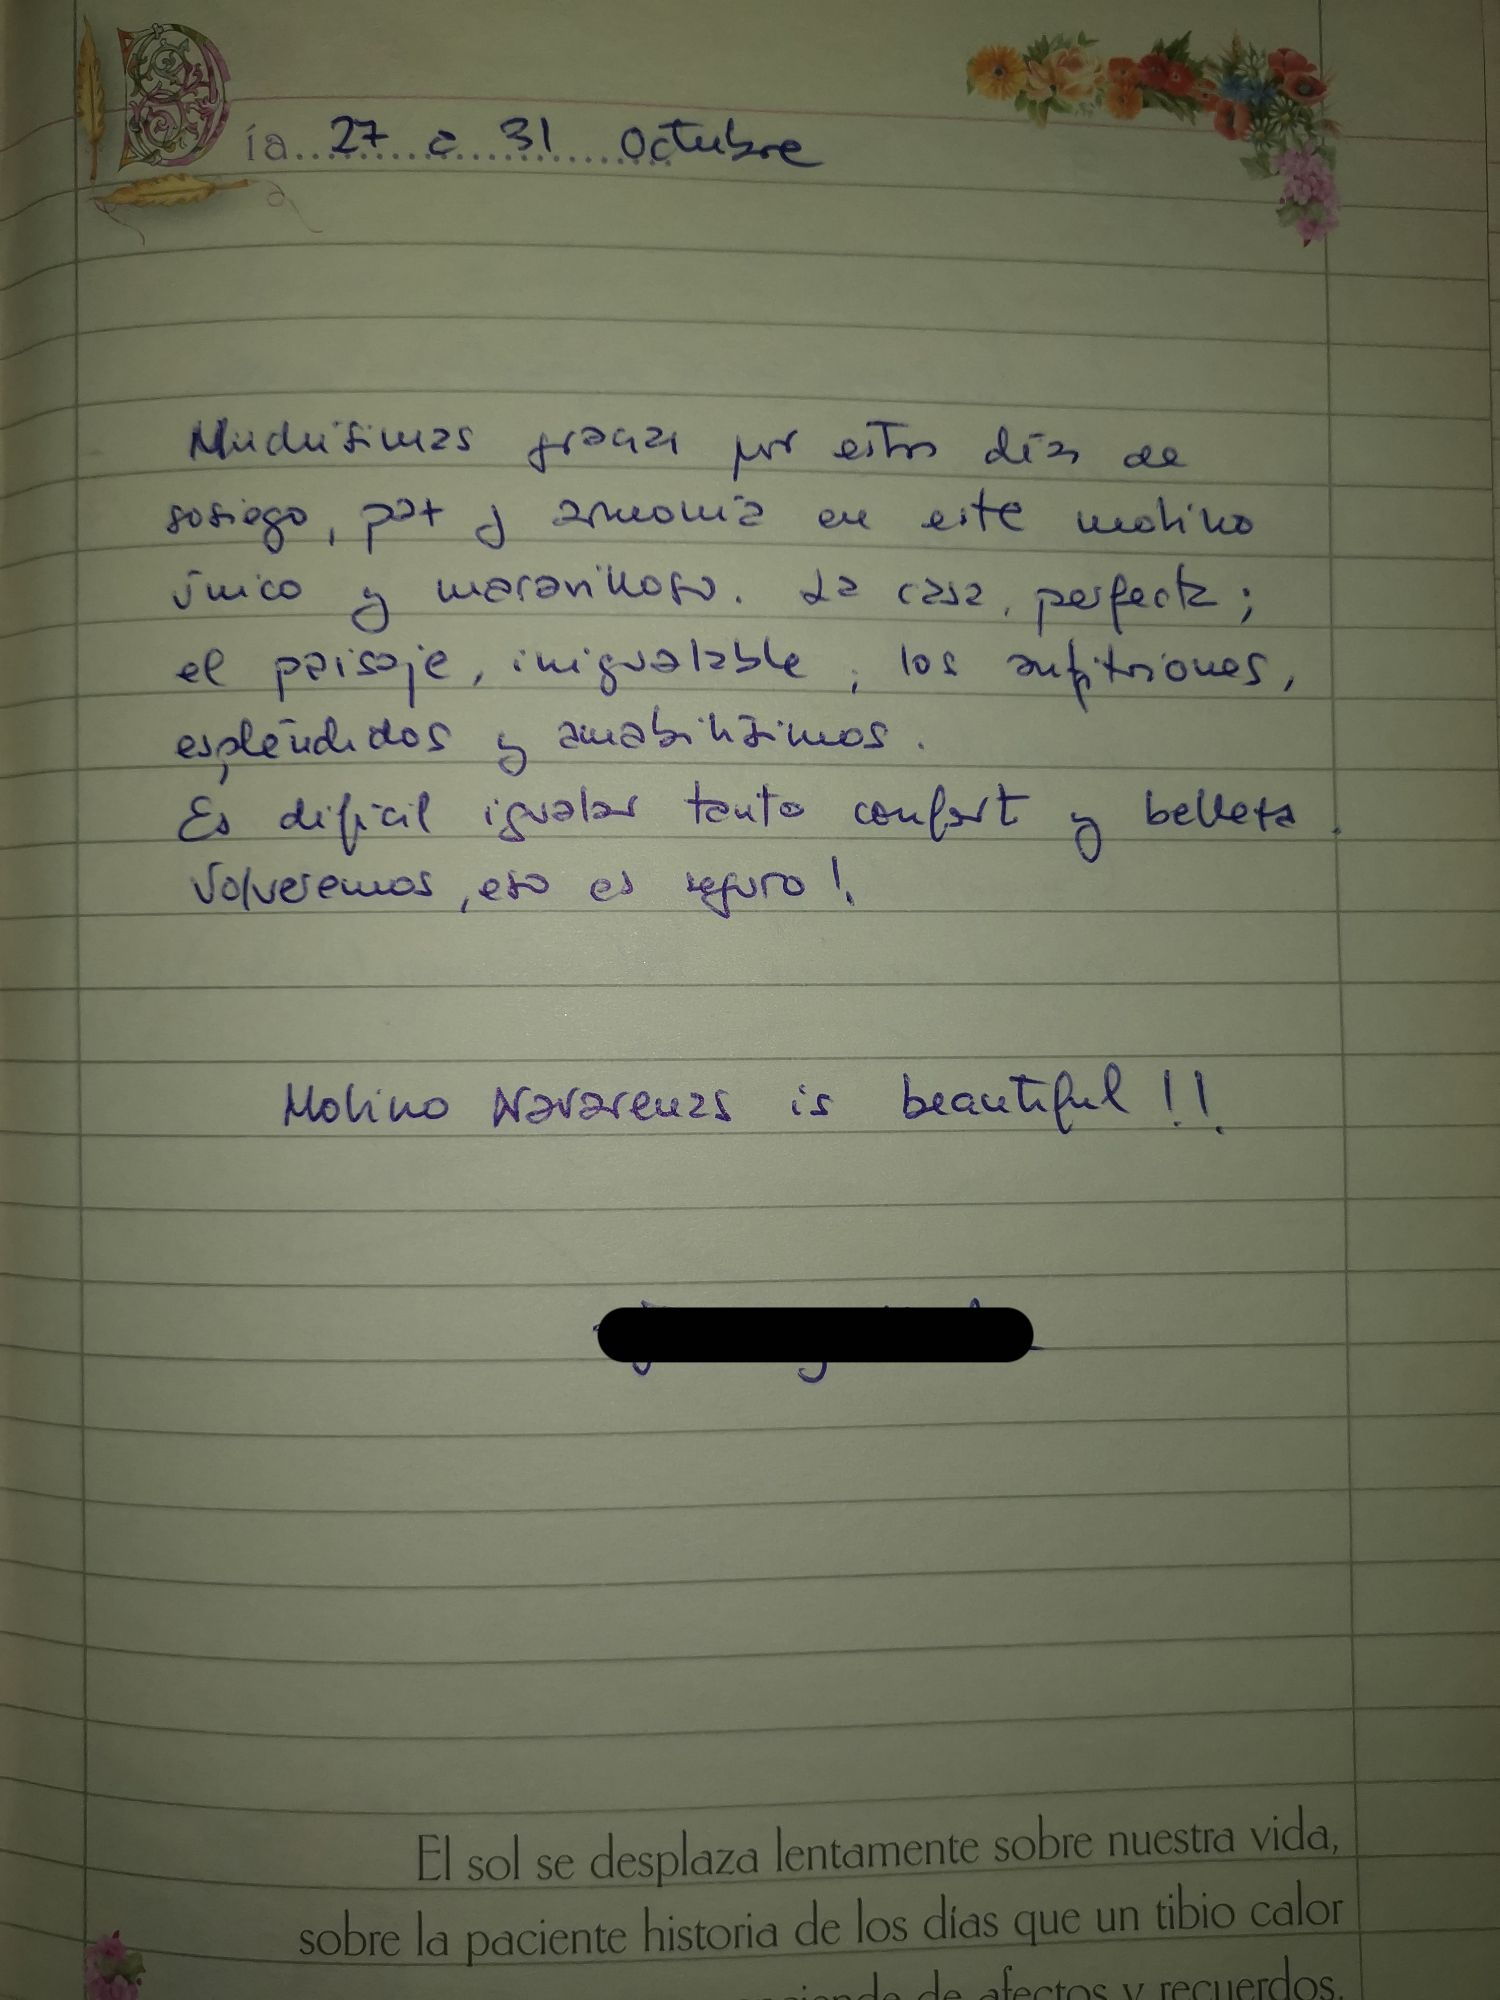 Día 27 a 31 Octubre
Muchísimas gracias por estos días de
sosiego, paz y armonía en este molino
único y maravilloso. La casa, perfecta;
el paisaje, inigualable; los anfitriones,
espléndidos y amabilísimos.
Es difícil igualar tanto confort y belleza.
Volveremos, eso es seguro!.
Molino Navarenas is beautiful!!
El sol se desplaza lentamente sobre nuestra vida,
sobre la paciente historia de los días que un tibio calor
de afectos y recuerdos.